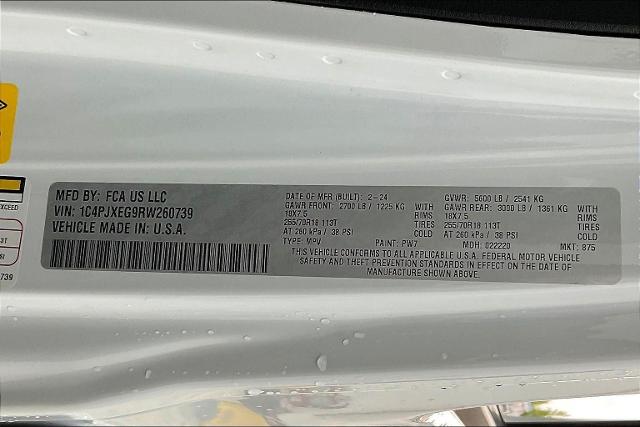 MFD BY: FCA US LLC
VIN: 1C4PJXEG9RW260739
VEHICLE MADE IN: U.S.A.
DATE OF MFR (BUILT): 2-24
GAWR FRONT: 2700 LB / 1225 KG WITH
18X7.5 RIMS
255/70R18 113T TIRES
AT 260 kPa / 38 PSI COLD
TYPE: MPV PAINT: PW7
GVWR: 5600 LB / 2541 KG
GAWR REAR: 3000 LB / 1361 KG WITH
18X7.5 RIMS
255/70R18 113T TIRES
AT 260 kPa / 38 PSI COLD
MDH: 022220 MKT: 875
THIS VEHICLE CONFORMS TO ALL APPLICABLE U.S.A. FEDERAL MOTOR VEHICLE
SAFETY AND THEFT PREVENTION STANDARDS IN EFFECT ON THE DATE OF
MANUFACTURE SHOWN ABOVE.
EXCEED
3T
SI
739